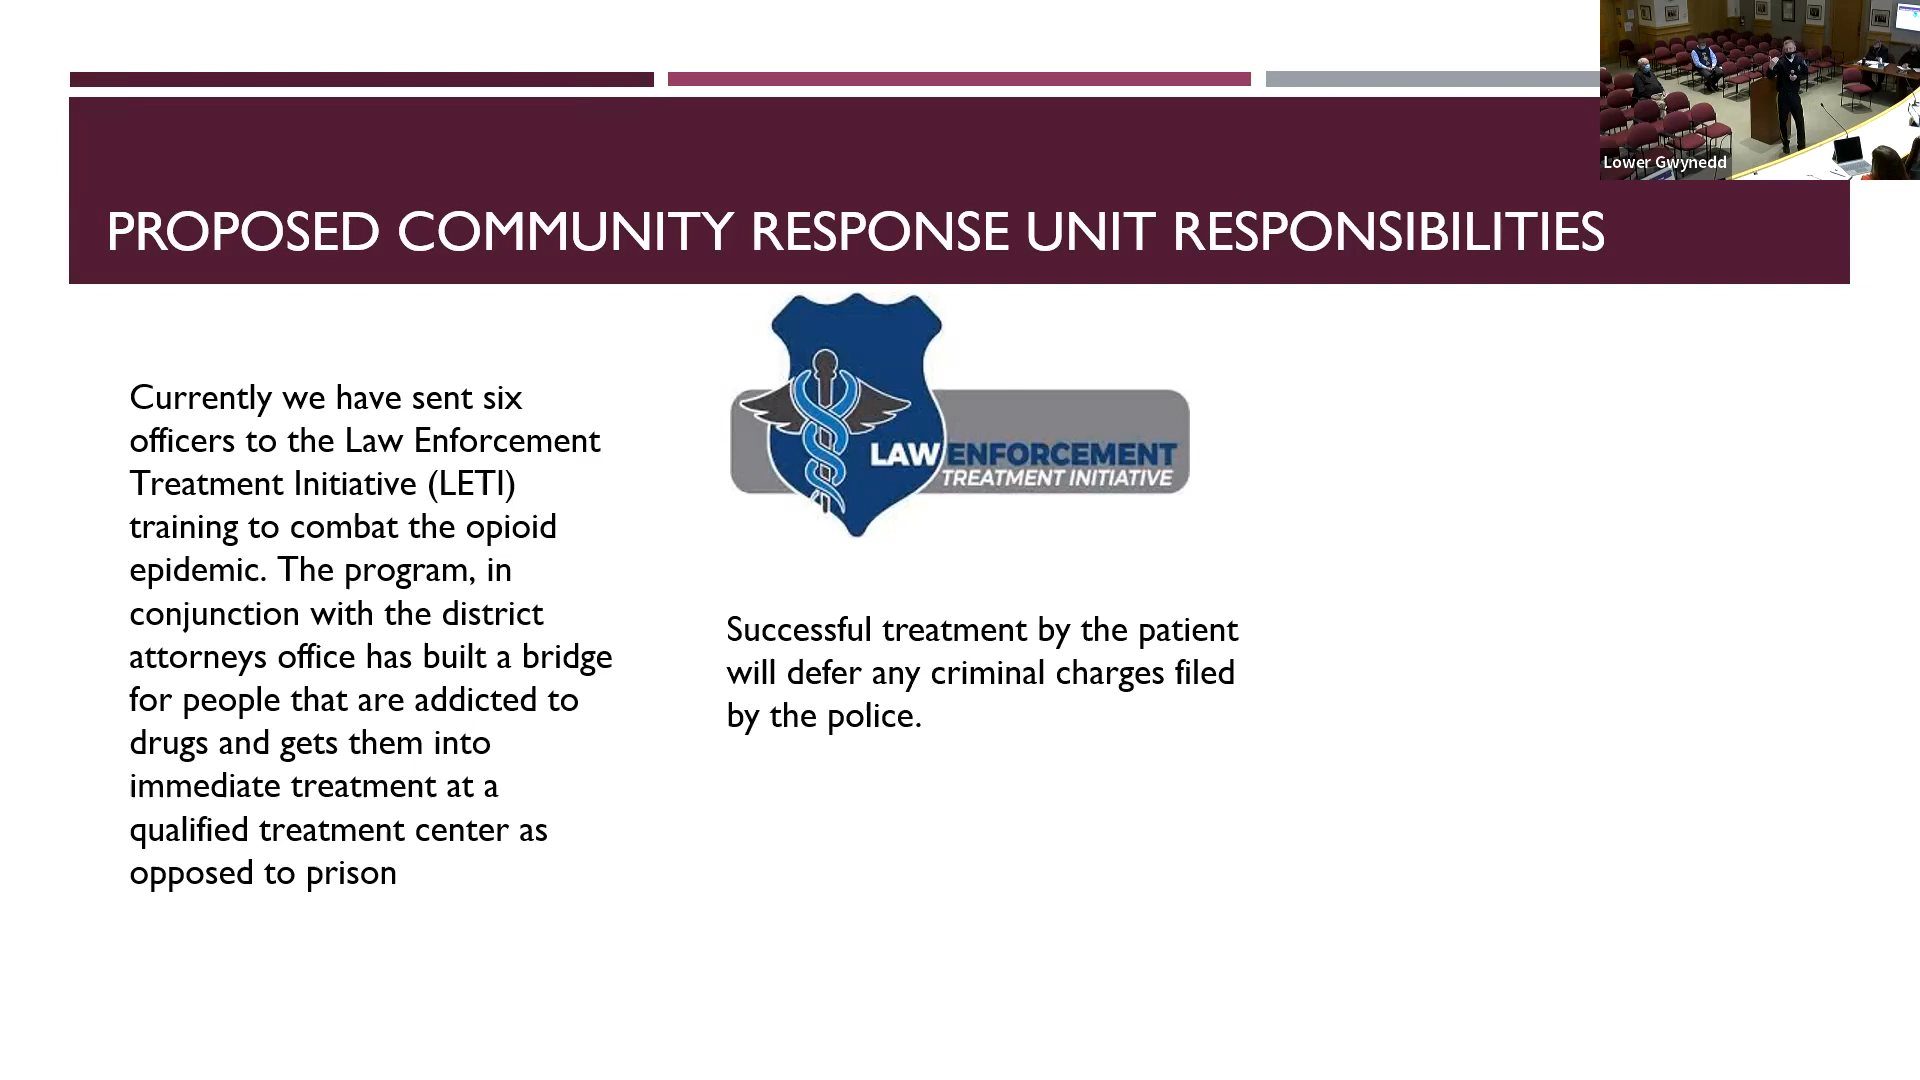 Lower Gwynedd
PROPOSED COMMUNITY RESPONSE UNIT RESPONSIBILITIES
Currently we have sent six
officers to the Law Enforcement
Treatment Initiative (LETI)
training to combat the opioid
epidemic. The program, in
conjunction with the district
attorneys office has built a bridge
for people that are addicted to
drugs and gets them into
immediate treatment at a
qualified treatment center as
opposed to prison
LAW ENFORCEMENT
TREATMENT INITIATIVE
Successful treatment by the patient
will defer any criminal charges filed
by the police.